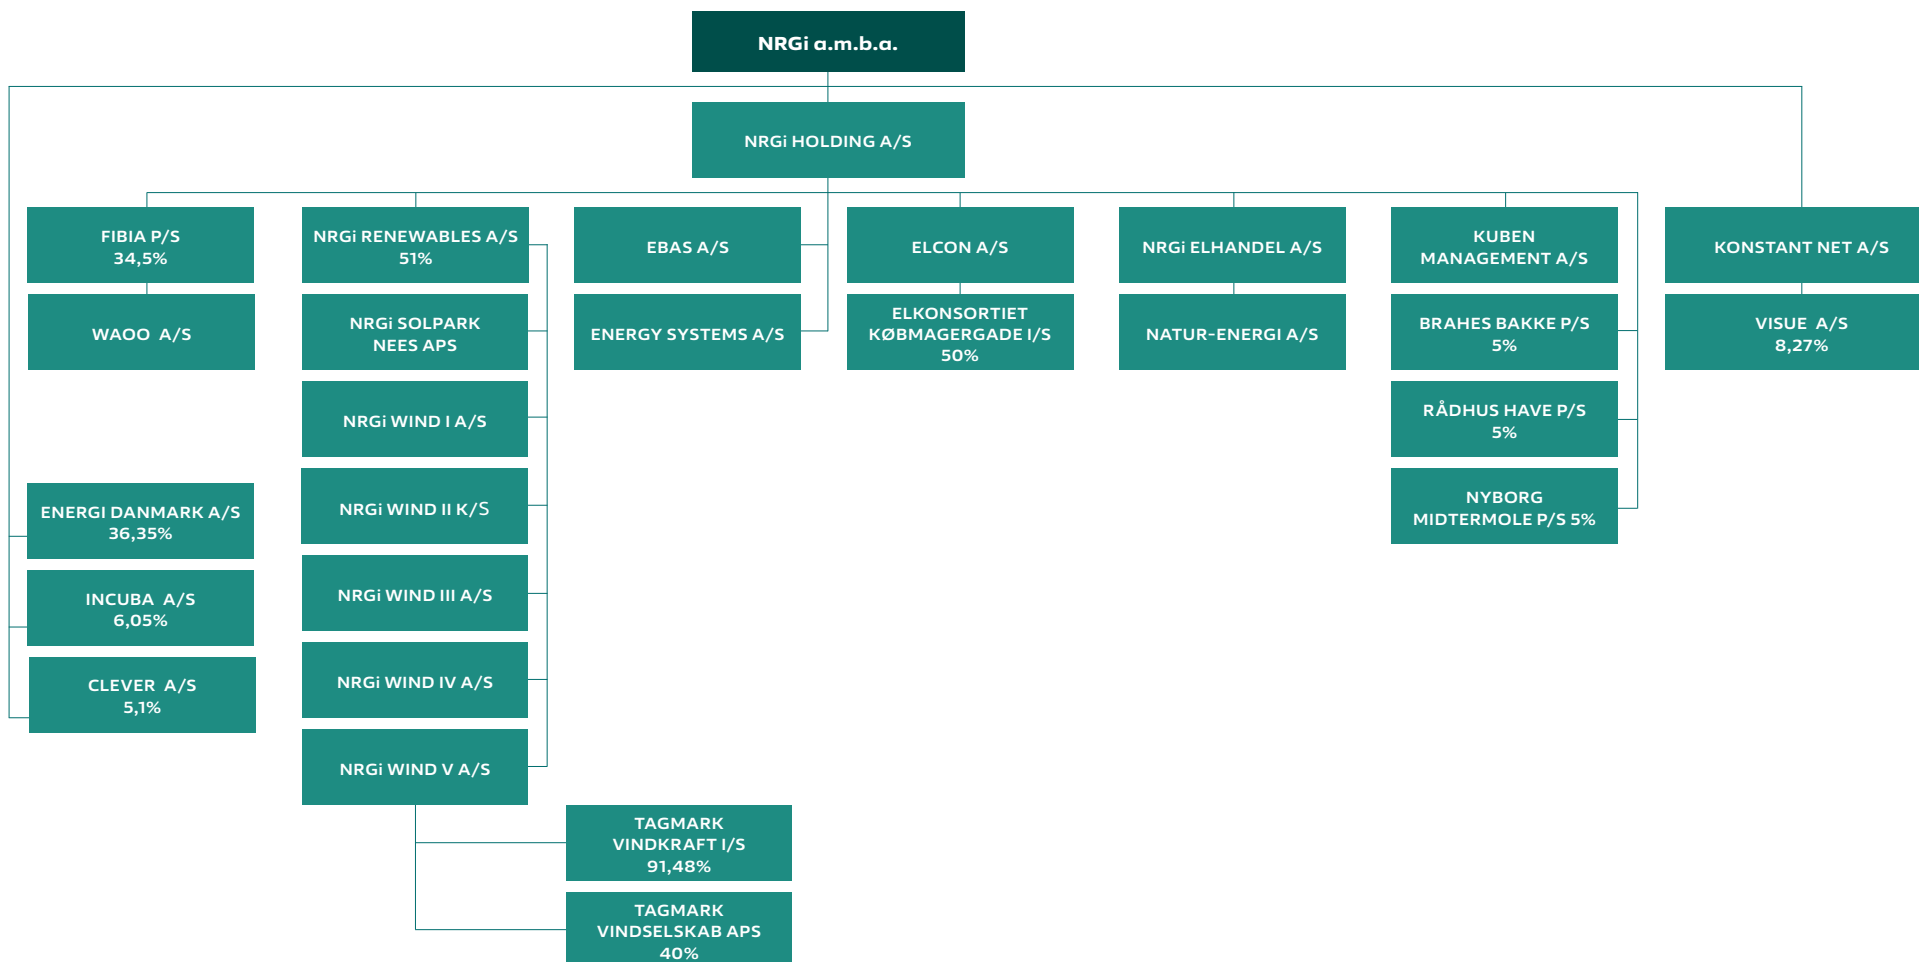 NRGi a.m.b.a.
NRGi HOLDING A/S
FIBIA P/S
34,5%
WAOO A/S
ENERGI DANMARK A/S
36,35%
INCUBA A/S
6,05%
CLEVER A/S
5,1%
NRGi RENEWABLES A/S
51%
NRGi SOLPARK
NEES APS
NRGi WIND I A/S
NRGi WIND II K/S
NRGi WIND III A/S
NRGi WIND IV A/S
NRGi WIND V A/S
TAGMARK
VINDKRAFT I/S
91,48%
TAGMARK
VINDSELSKAB APS
40%
EBAS A/S
ENERGY SYSTEMS A/S
ELCON A/S
ELKONSORTIET
KØBMAGERGADE I/S
50%
NRGi ELHANDEL A/S
NATUR-ENERGI A/S
KUBEN
MANAGEMENT A/S
BRAHES BAKKE P/S
5%
RÅDHUS HAVE P/S
5%
NYBORG
MIDTERMOLE P/S 5%
KONSTANT NET A/S
VISUE A/S
8,27%